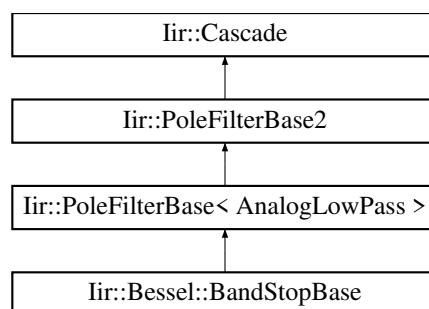 Iir::Cascade
Iir::PoleFilterBase2
Iir::PoleFilterBase< AnalogLowPass >
Iir::Bessel::BandStopBase